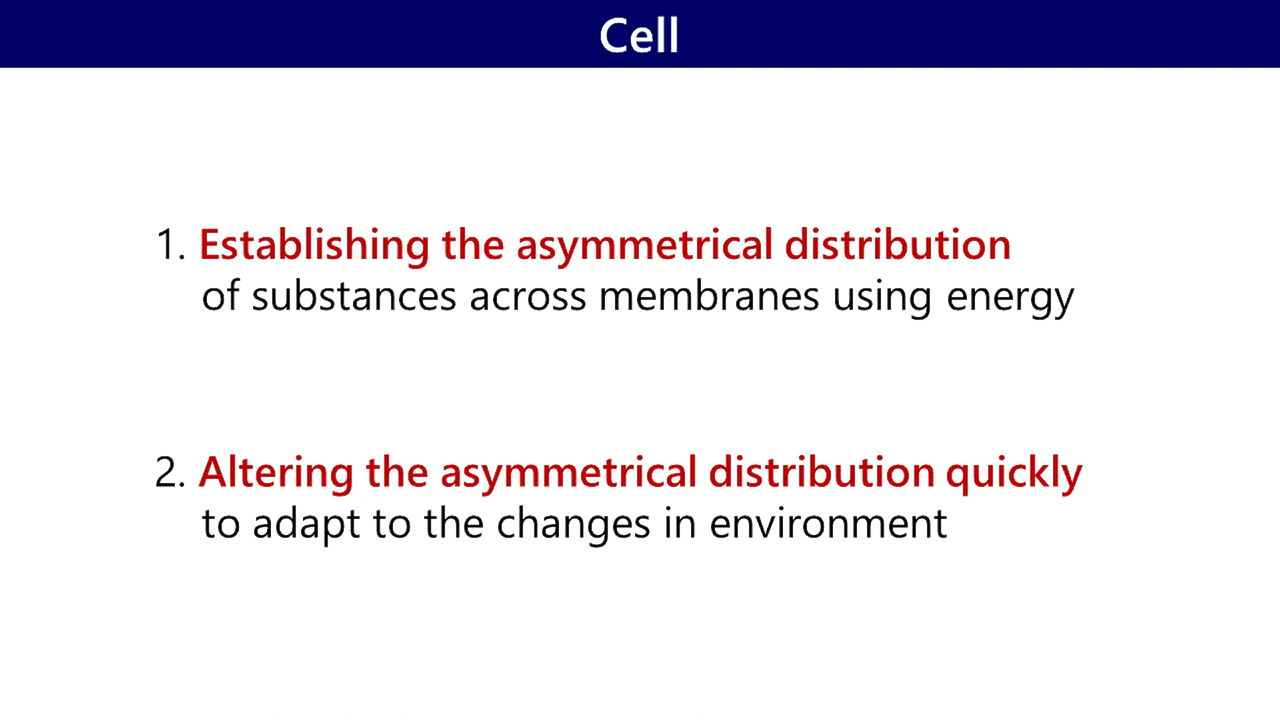 Cell
1. Establishing the asymmetrical distribution
of substances across membranes using energy
2. Altering the asymmetrical distribution quickly
to adapt to the changes in environment